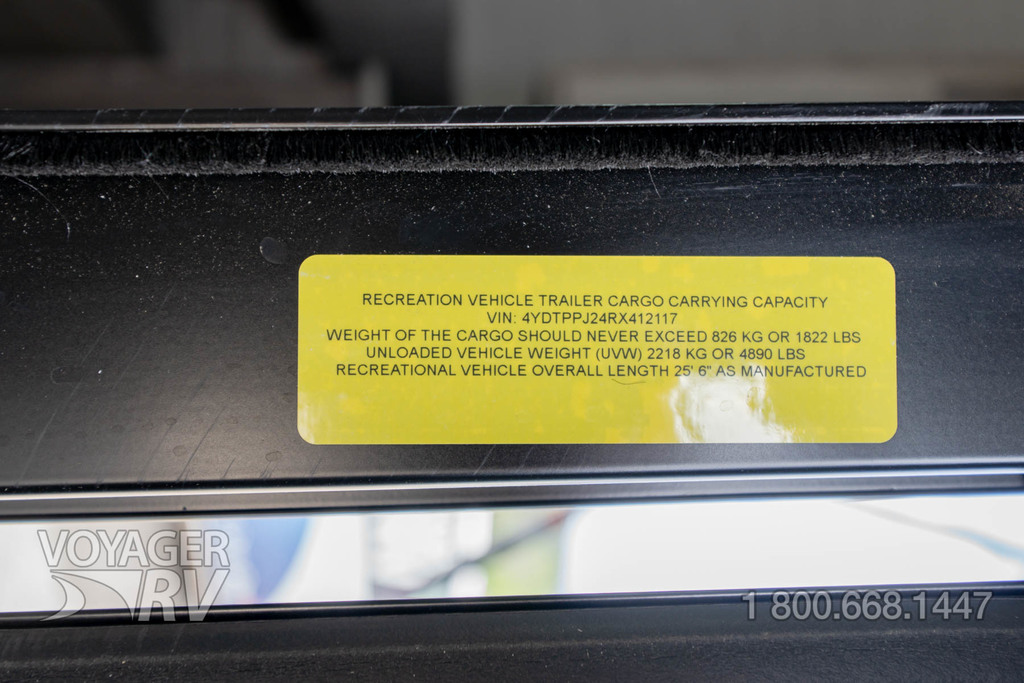 RECREATION VEHICLE TRAILER CARGO CARRYING CAPACITY
VIN: 4YDTPPJ24RX412117
WEIGHT OF THE CARGO SHOULD NEVER EXCEED 826 KG OR 1822 LBS
UNLOADED VEHICLE WEIGHT (UVW) 2218 KG OR 4890 LBS
RECREATIONAL VEHICLE OVERALL LENGTH 25' 6" AS MANUFACTURED
VOYAGER
RV
1 800.668.1447